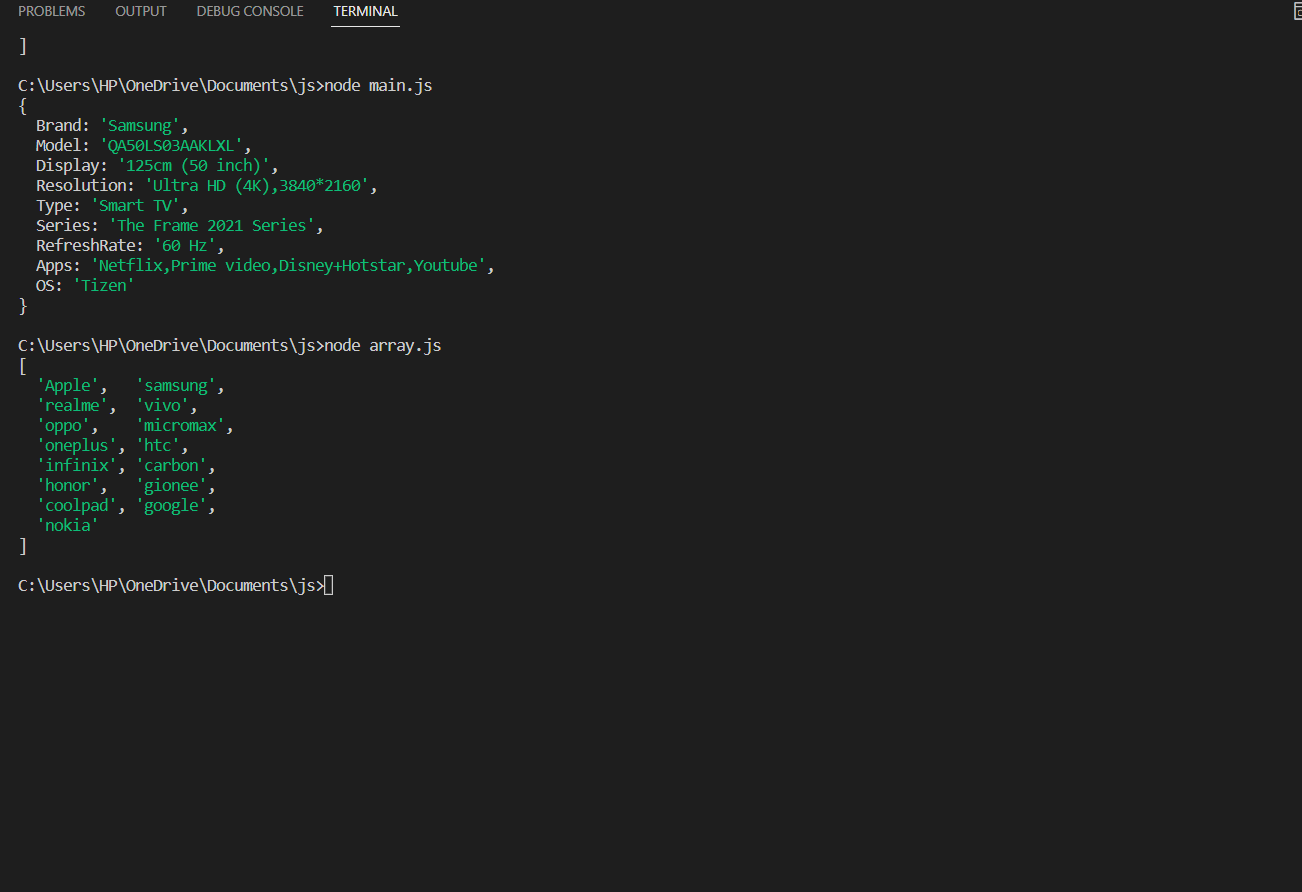 PROBLEMS OUTPUT DEBUG CONSOLE TERMINAL
]
C:\Users\HP\OneDrive\Documents\js>node main.js
{
  Brand: 'Samsung',
  Model: 'QA50LS03AAKLXL',
  Display: '125cm (50 inch)',
  Resolution: 'Ultra HD (4K),3840*2160',
  Type: 'Smart TV',
  Series: 'The Frame 2021 Series',
  RefreshRate: '60 Hz',
  Apps: 'Netflix,Prime video,Disney+Hotstar,Youtube',
  OS: 'Tizen'
}
C:\Users\HP\OneDrive\Documents\js>node array.js
[
  'Apple',   'samsung',
  'realme',  'vivo',
  'oppo',    'micromax',
  'oneplus', 'htc',
  'infinix', 'carbon',
  'honor',   'gionee',
  'coolpad', 'google',
  'nokia'
]
C:\Users\HP\OneDrive\Documents\js>